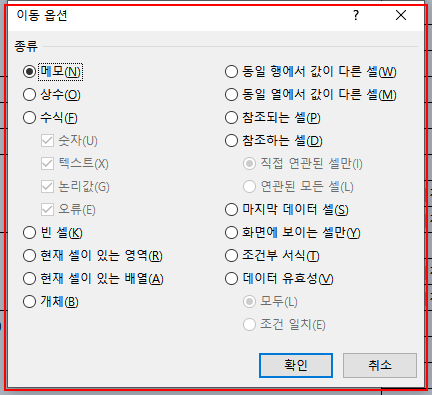 이동 옵션
?
종류
메모(N)
상수(O)
수식(F)
숫자(U)
텍스트(X)
논리값(G)
오류(E)
빈 셀(K)
현재 셀이 있는 영역(R)
현재 셀이 있는 배열(A)
개체(B)
동일 행에서 값이 다른 셀(W)
동일 열에서 값이 다른 셀(M)
참조되는 셀(P)
참조하는 셀(D)
직접 연관된 셀만(I)
연관된 모든 셀(L)
마지막 데이터 셀(S)
화면에 보이는 셀만(Y)
조건부 서식(T)
데이터 유효성(V)
모두(L)
조건 일치(E)
확인
취소